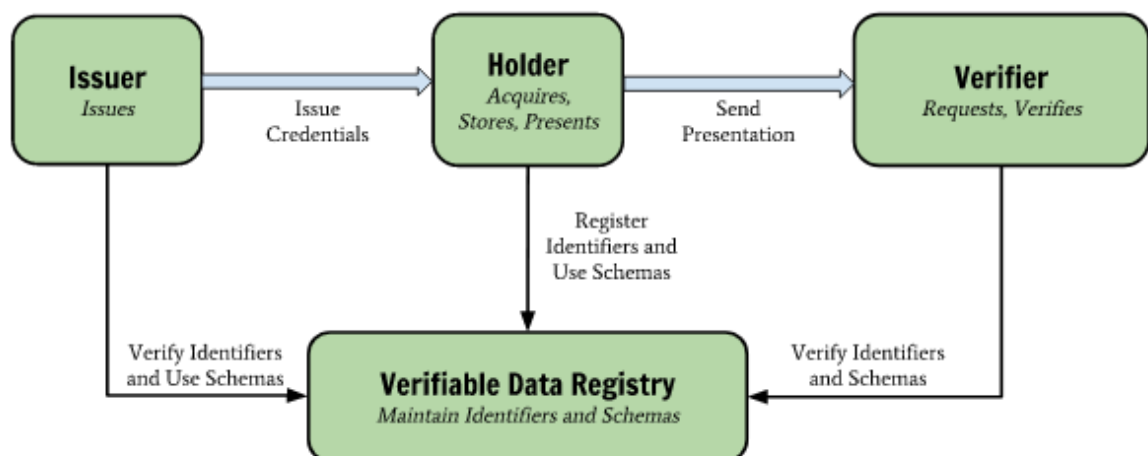 Issuer
Issues
Issue
Credentials
Holder
Acquires,
Stores, Presents
Send
Presentation
Verifier
Requests, Verifies
Register
Identifiers and
Use Schemas
Verify Identifiers
and Use Schemas
Verifiable Data Registry
Maintain Identifiers and Schemas
Verify Identifiers
and Schemas